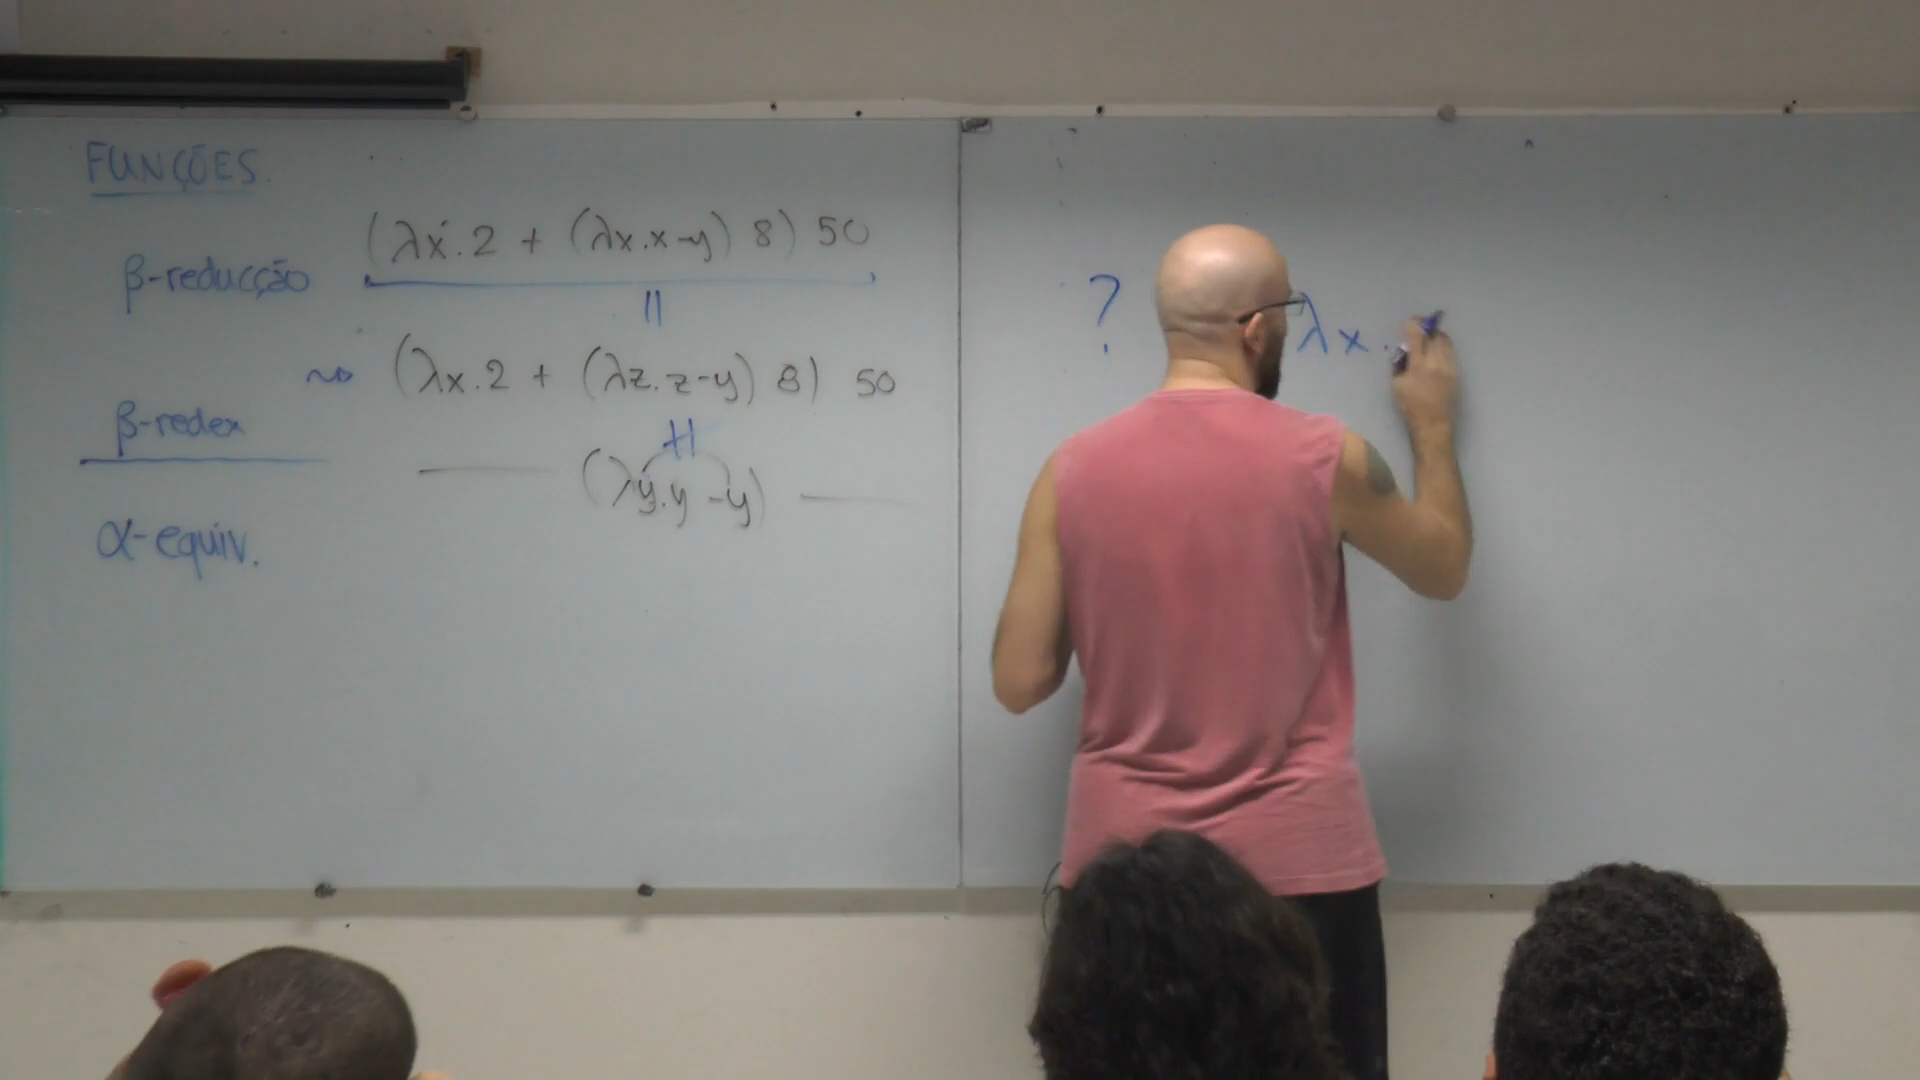 FUNÇÕES
(λx.2 + (λx.x-y) 8) 50
β-reducção
=
⇝ (λx.2 + (λz.z-y) 8) 50
β-redex
≠
(λy.y-y)
α-equiv.
? λx.